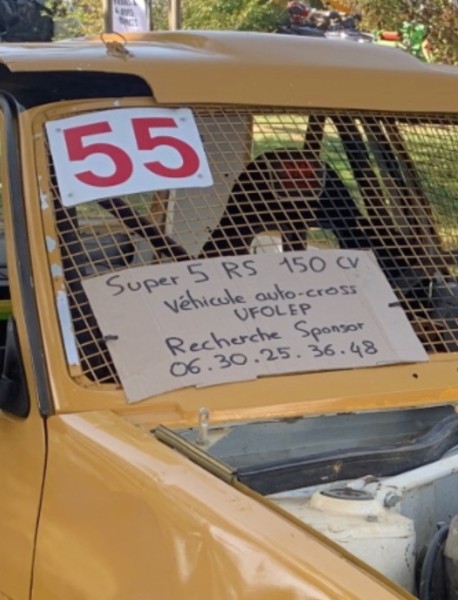 55
Super 5 RS 150 CV
Véhicule auto-cross
UFOLEP
Recherche Sponsor
06.30.25.36.48